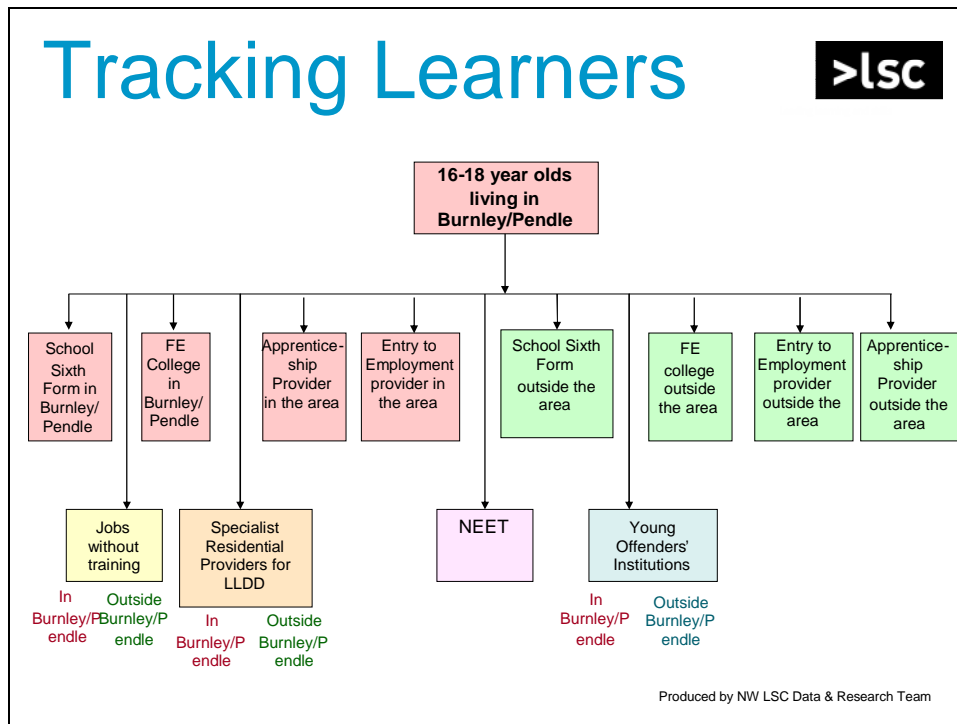 Tracking Learners
>lsc
16-18 year olds
living in
Burnley/Pendle
School
Sixth
Form in
Burnley/
Pendle
FE
College
in
Burnley/
Pendle
Apprentice-
ship
Provider
in the area
Entry to
Employment
provider in
the area
School Sixth
Form
outside the
area
FE
college
outside
the area
Entry to
Employment
provider
outside the
area
Apprentice-
ship
Provider
outside the
area
Jobs
without
training
Specialist
Residential
Providers for
LLDD
NEET
Young
Offenders'
Institutions
In
Burnley/P
endle
Outside
Burnley/P
endle
In
Burnley/P
endle
Outside
Burnley/P
endle
In
Burnley/P
endle
Outside
Burnley/P
endle
Produced by NW LSC Data & Research Team